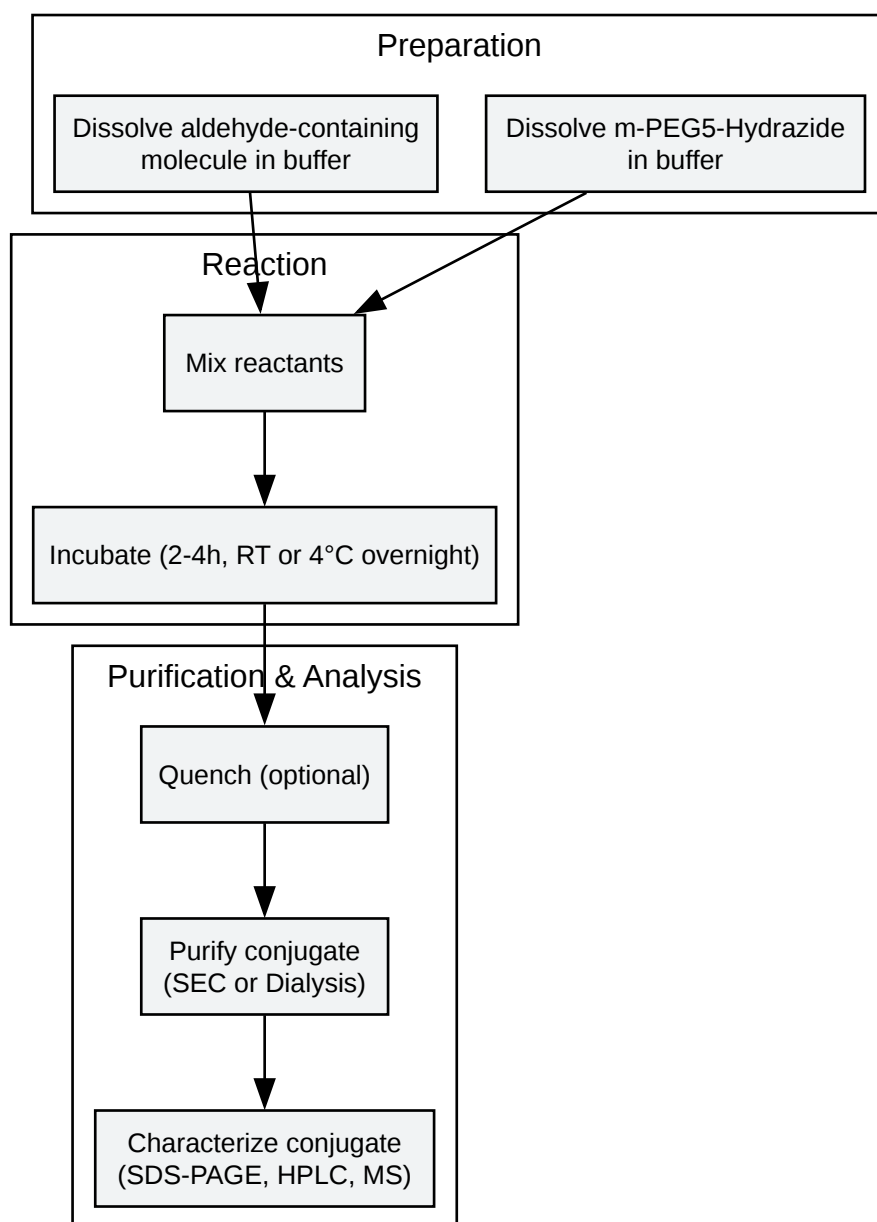 Preparation
Dissolve aldehyde-containing
molecule in buffer
Dissolve m-PEG5-Hydrazide
in buffer
Reaction
Mix reactants
Incubate (2-4h, RT or 4°C overnight)
Purification & Analysis
Quench (optional)
Purify conjugate
(SEC or Dialysis)
Characterize conjugate
(SDS-PAGE, HPLC, MS)